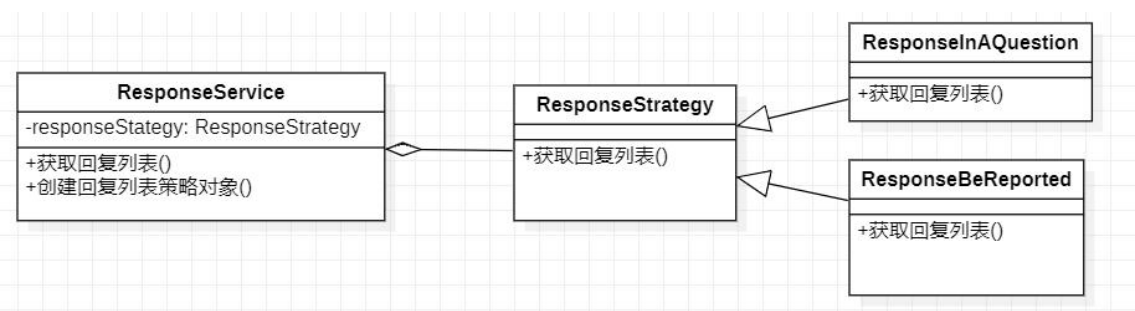 ResponseService
-responseStategy: ResponseStrategy
+获取回复列表()
+创建回复列表策略对象()
ResponseStrategy
+获取回复列表()
ResponseInAQuestion
+获取回复列表()
ResponseBeReported
+获取回复列表()